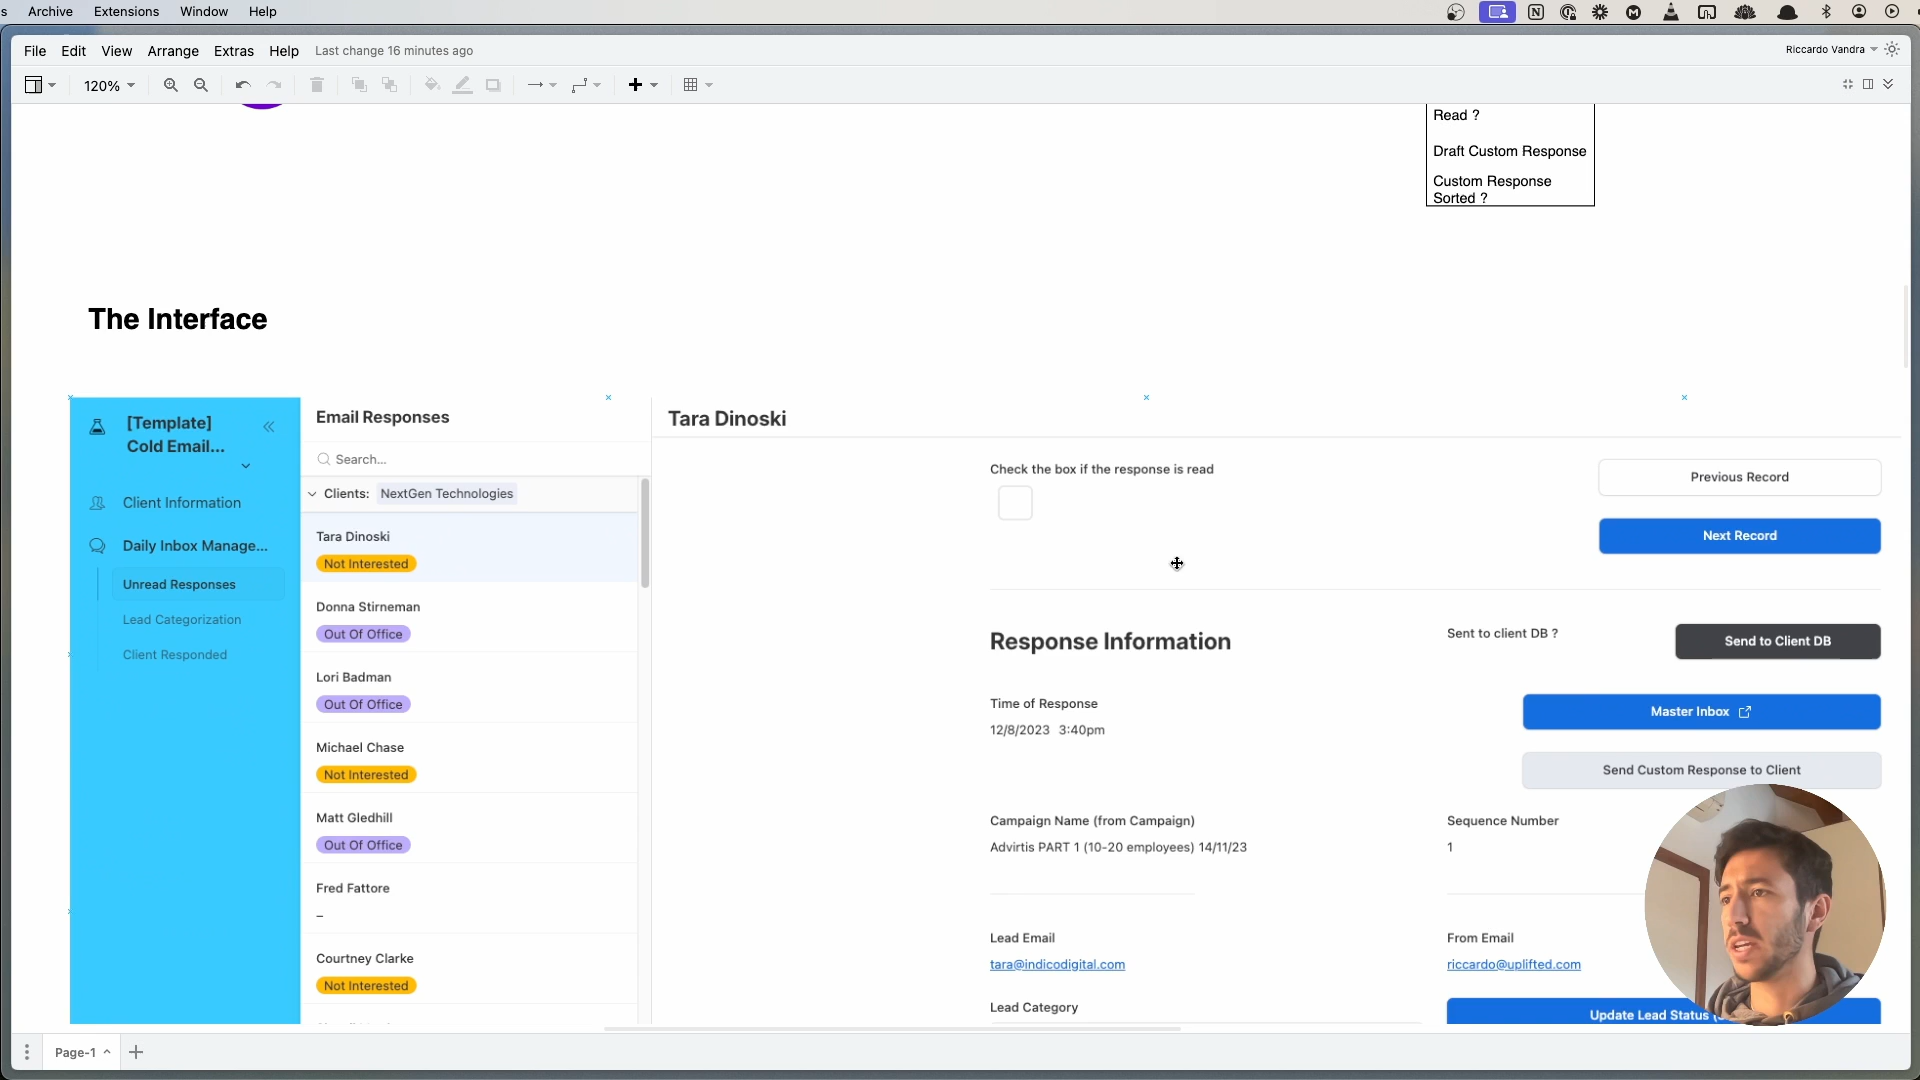 s Archive Extensions Window Help
File Edit View Arrange Extras Help Last change 16 minutes ago
Riccardo Vandra
120%
Read ?
Draft Custom Response
Custom Response
Sorted ?
The Interface
[Template]
Cold Email...
Client Information
Daily Inbox Manage...
Unread Responses
Lead Categorization
Client Responded
Email Responses
Search...
Clients: NextGen Technologies
Tara Dinoski
Not Interested
Donna Stirneman
Out Of Office
Lori Badman
Out Of Office
Michael Chase
Not Interested
Matt Gledhill
Out Of Office
Fred Fattore
–
Courtney Clarke
Not Interested
Tara Dinoski
Check the box if the response is read
Previous Record
Next Record
Response Information
Sent to client DB ?
Send to Client DB
Time of Response
12/8/2023 3:40pm
Master Inbox
Send Custom Response to Client
Campaign Name (from Campaign)
Advirtis PART 1 (10-20 employees) 14/11/23
Sequence Number
1
Lead Email
tara@indicodigital.com
From Email
riccardo@uplifted.com
Lead Category
Update Lead Status
Page-1